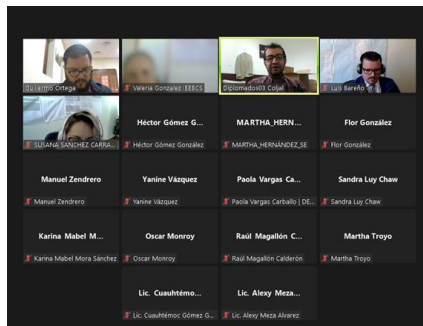 Guillermo Ortega
Valeria Gonzalez IEEBCS
Diplomados03 Coljal
Luis Bareño
SUSANA SANCHEZ CARRA...
Héctor Gómez G...
Héctor Gómez González
MARTHA_HERN...
MARTHA_HERNÁNDEZ_SE
Flor González
Flor González
Manuel Zendrero
Manuel Zendrero
Yanine Vázquez
Yanine Vázquez
Paola Vargas Ca...
Paola Vargas Carballo | DE...
Sandra Luy Chaw
Sandra Luy Chaw
Karina Mabel M...
Karina Mabel Mora Sánchez
Oscar Monroy
Oscar Monroy
Raúl Magallón C...
Raúl Magallón Calderón
Martha Troyo
Martha Troyo
Lic. Cuauhtémo...
Lic. Cuauhtémoc Gómez G...
Lic. Alexy Meza...
Lic. Alexy Meza Alvarez